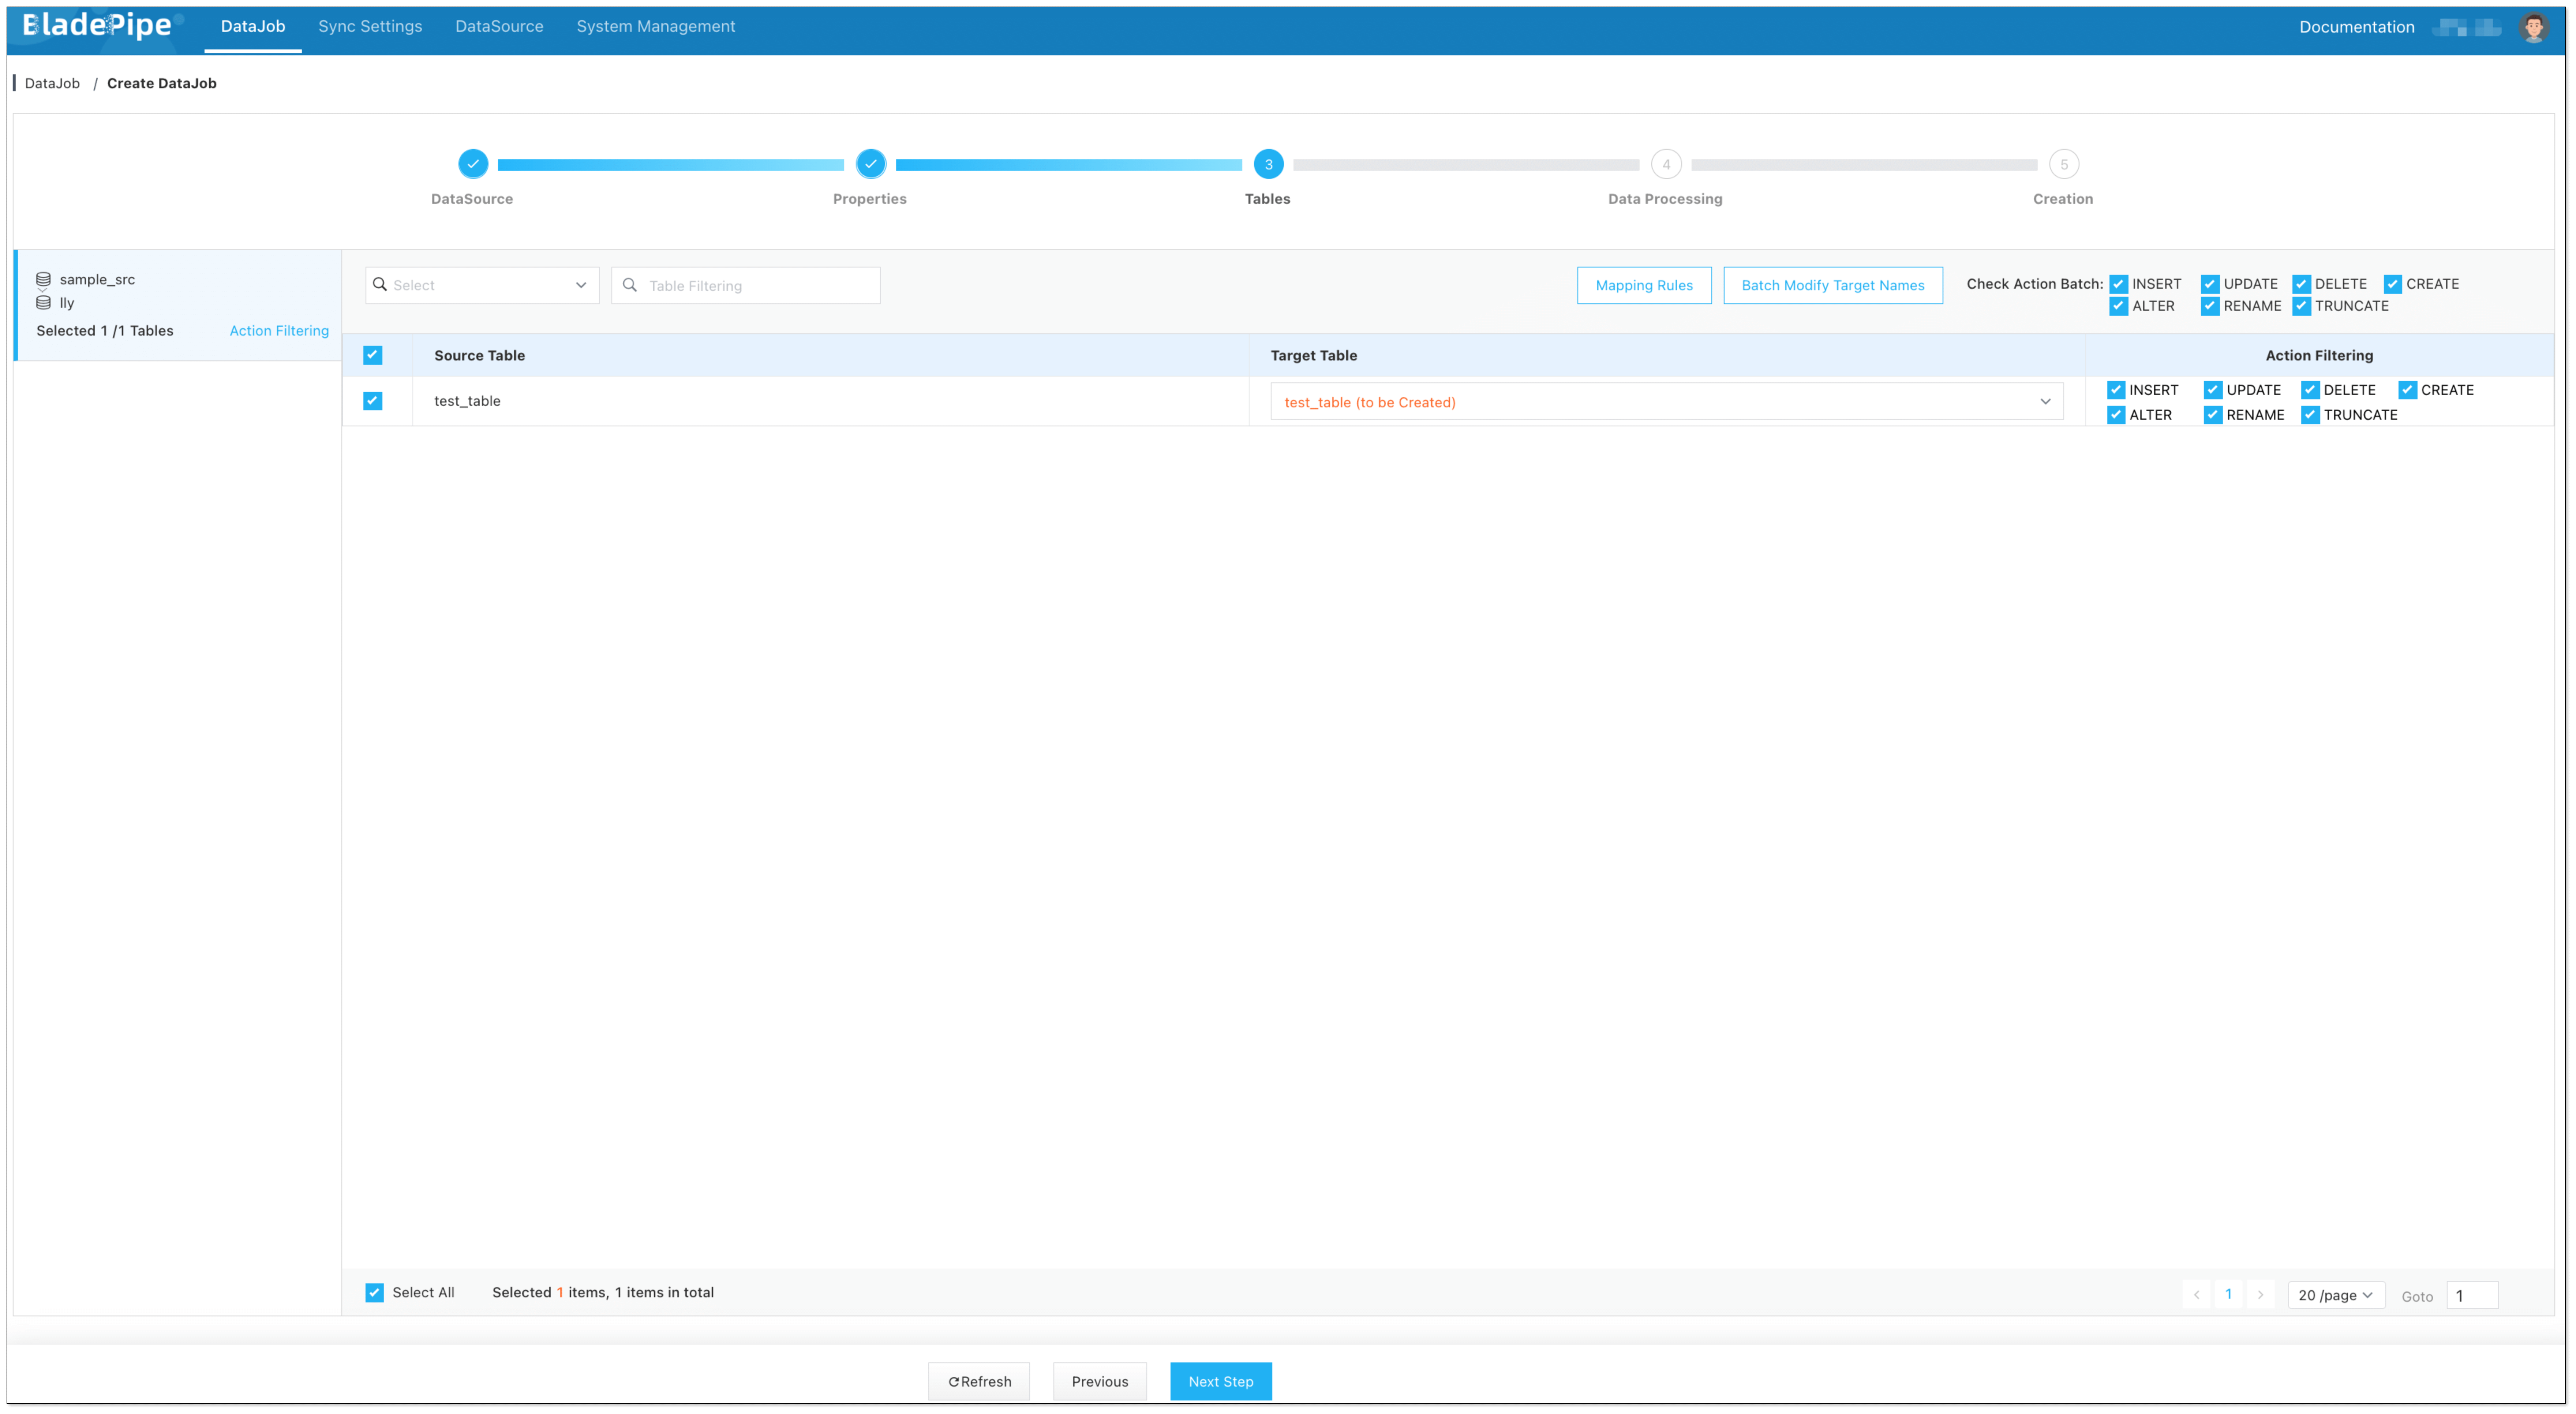 BladePipe DataJob Sync Settings DataSource System Management Documentation
DataJob / Create DataJob
3 4 5
DataSource Properties Tables Data Processing Creation
sample_src
lly
Selected 1 /1 Tables Action Filtering
Select Table Filtering Mapping Rules Batch Modify Target Names Check Action Batch: INSERT UPDATE DELETE CREATE
ALTER RENAME TRUNCATE
Source Table Target Table Action Filtering
test_table test_table (to be Created) INSERT UPDATE DELETE CREATE
ALTER RENAME TRUNCATE
Select All Selected 1 items, 1 items in total < 1 > 20 /page Goto 1
Refresh Previous Next Step